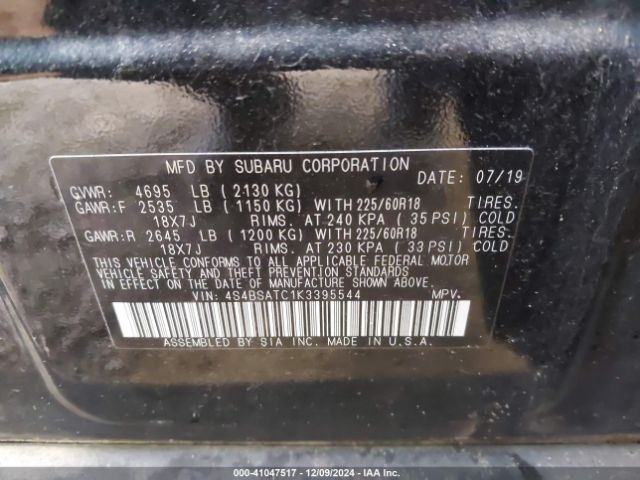 MFD BY SUBARU CORPORATION DATE: 07/19
GVWR: 4695 LB (2130 KG)
GAWR:F 2535 LB (1150 KG) WITH 225/60R18 TIRES.
18X7J RIMS. AT 240 KPA (35 PSI) COLD
GAWR:R 2645 LB (1200 KG) WITH 225/60R18 TIRES.
18X7J RIMS. AT 230 KPA (33 PSI) COLD
THIS VEHICLE CONFORMS TO ALL APPLICABLE FEDERAL MOTOR
VEHICLE SAFETY AND THEFT PREVENTION STANDARDS
IN EFFECT ON THE DATE OF MANUFACTURE SHOWN ABOVE.
VIN: 4S4BSATC1K3395544 MPV.
ASSEMBLED BY SIA INC. MADE IN U.S.A.
000-41047517 - 12/09/2024 - IAA Inc.